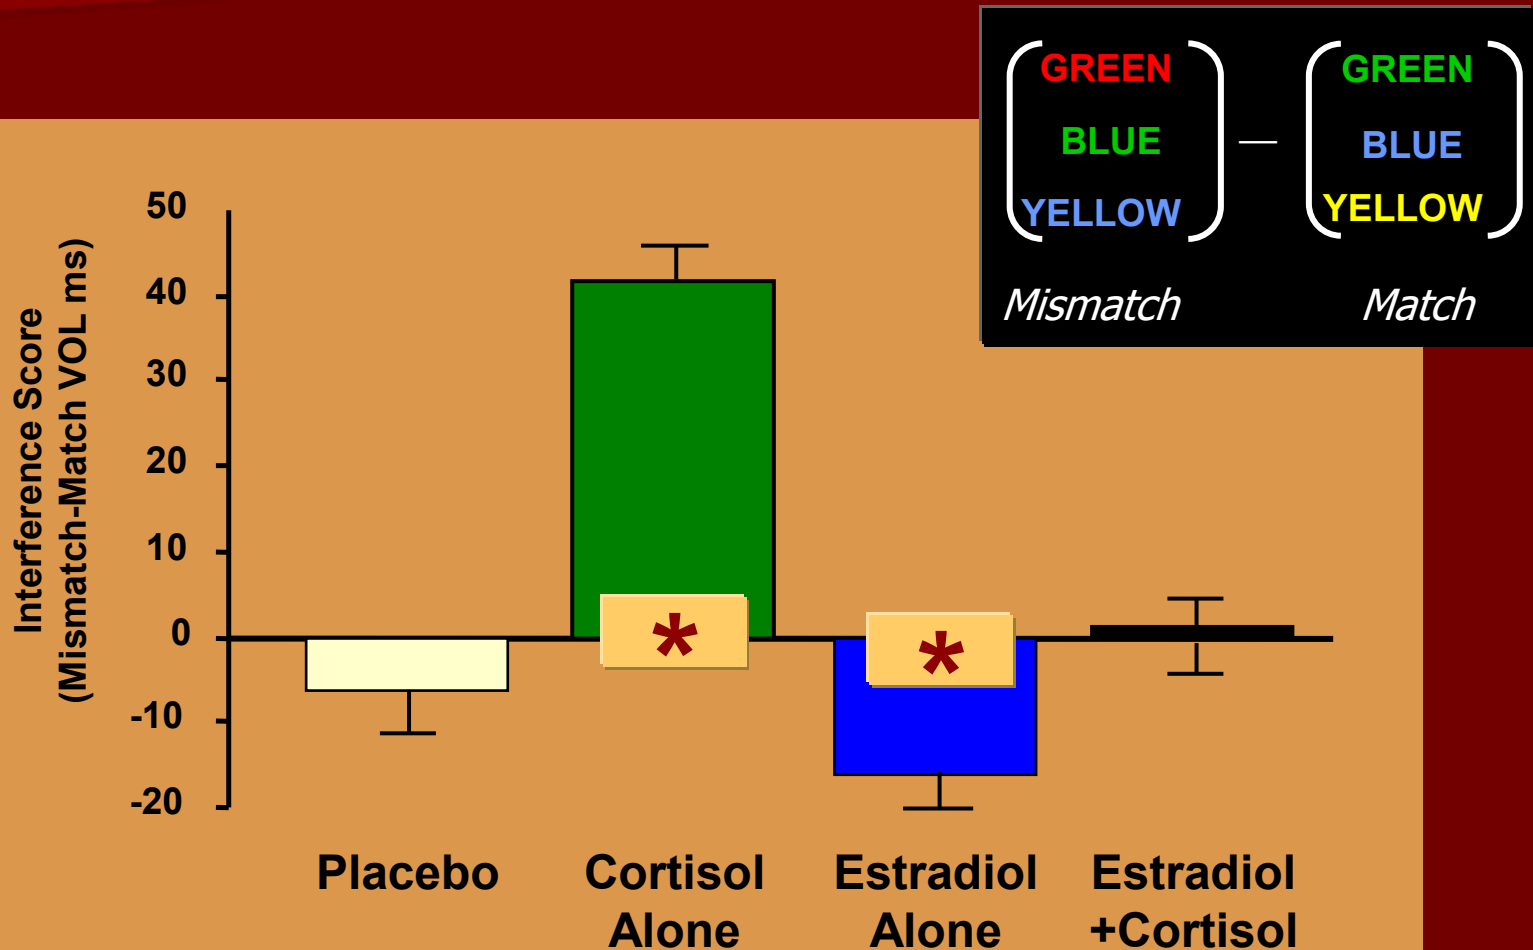 GREEN
BLUE
YELLOW
Mismatch
—
GREEN
BLUE
YELLOW
Match
Interference Score
(Mismatch-Match VOL ms)
50
40
30
20
10
0
-10
-20
*
*
Placebo
Cortisol
Alone
Estradiol
Alone
Estradiol
+Cortisol